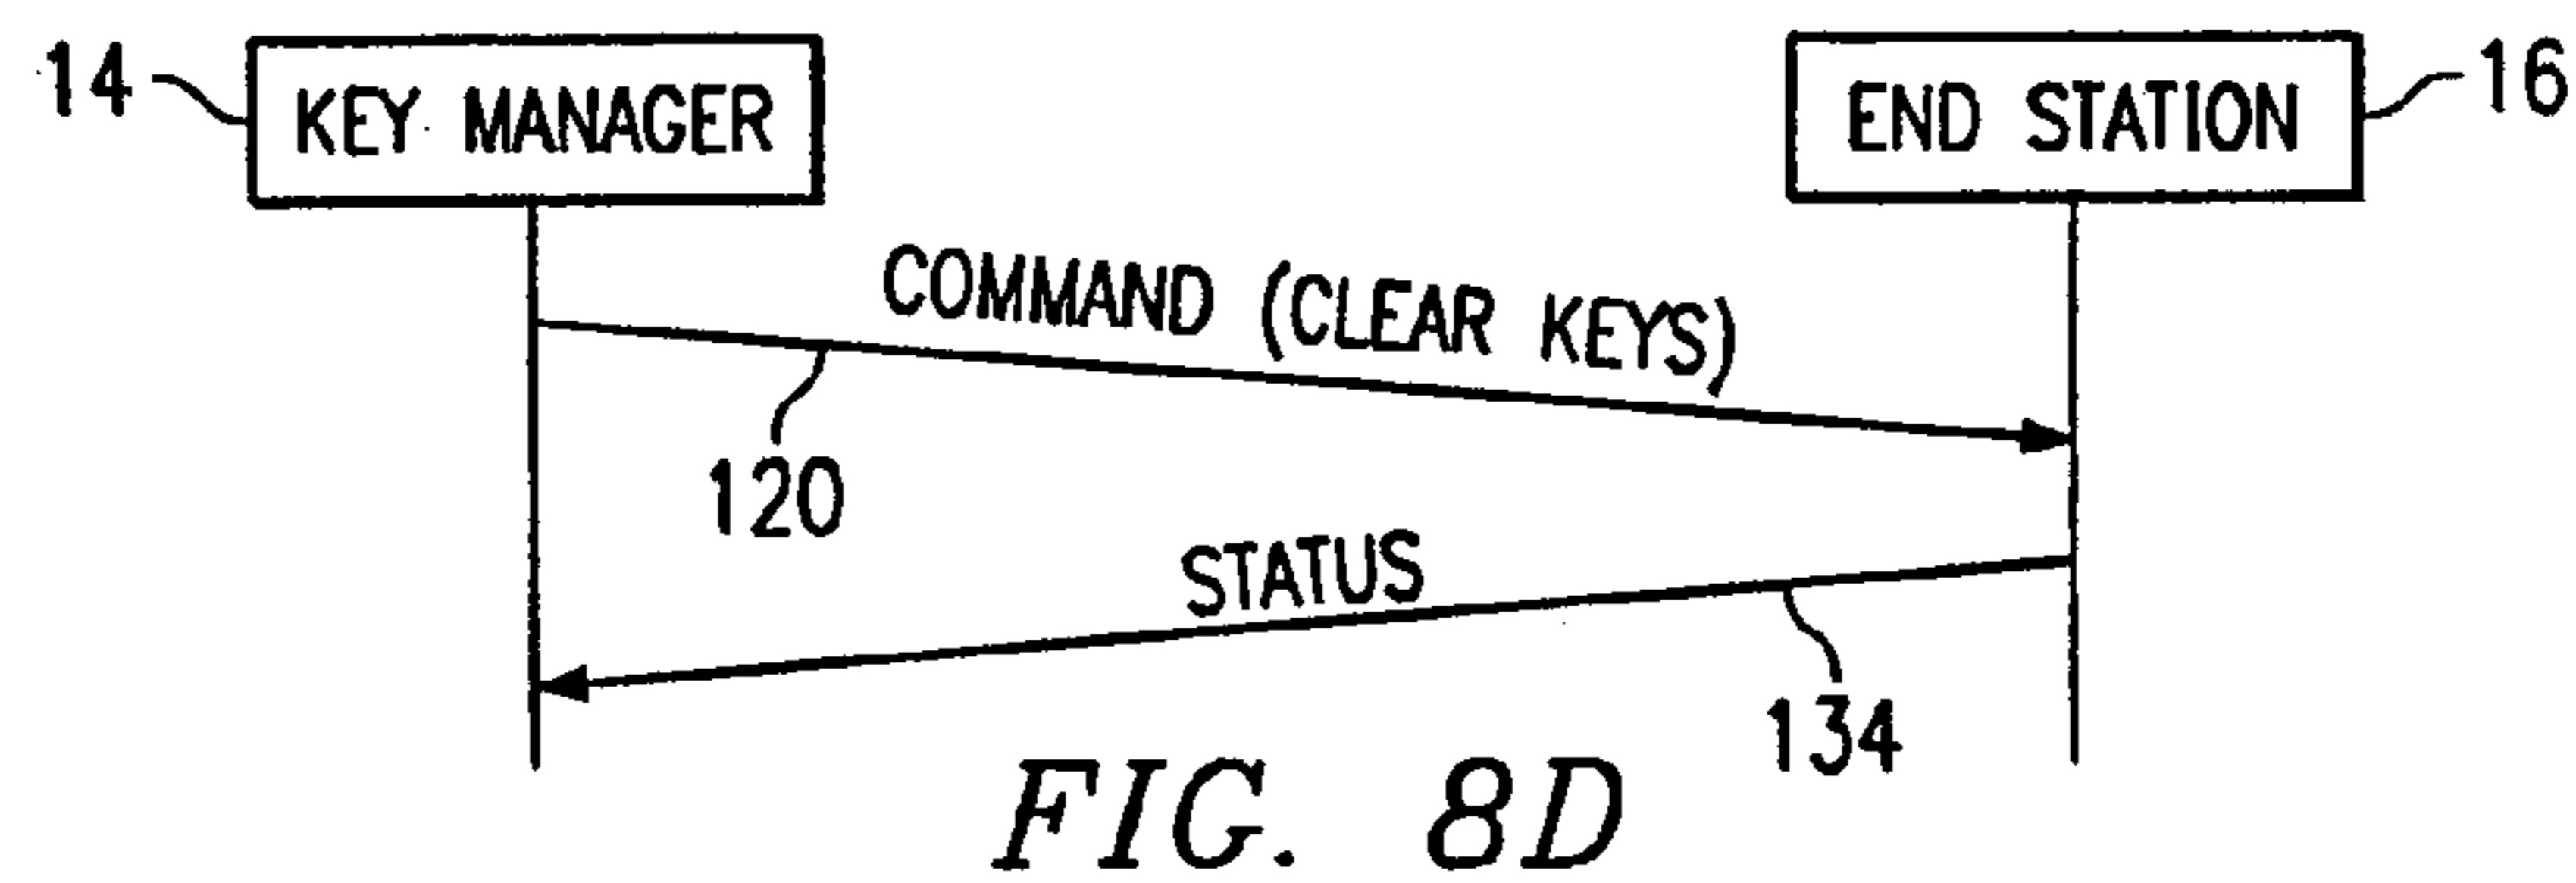 14 KEY MANAGER
END STATION 16
COMMAND (CLEAR KEYS)
120
STATUS
134
FIG. 8D